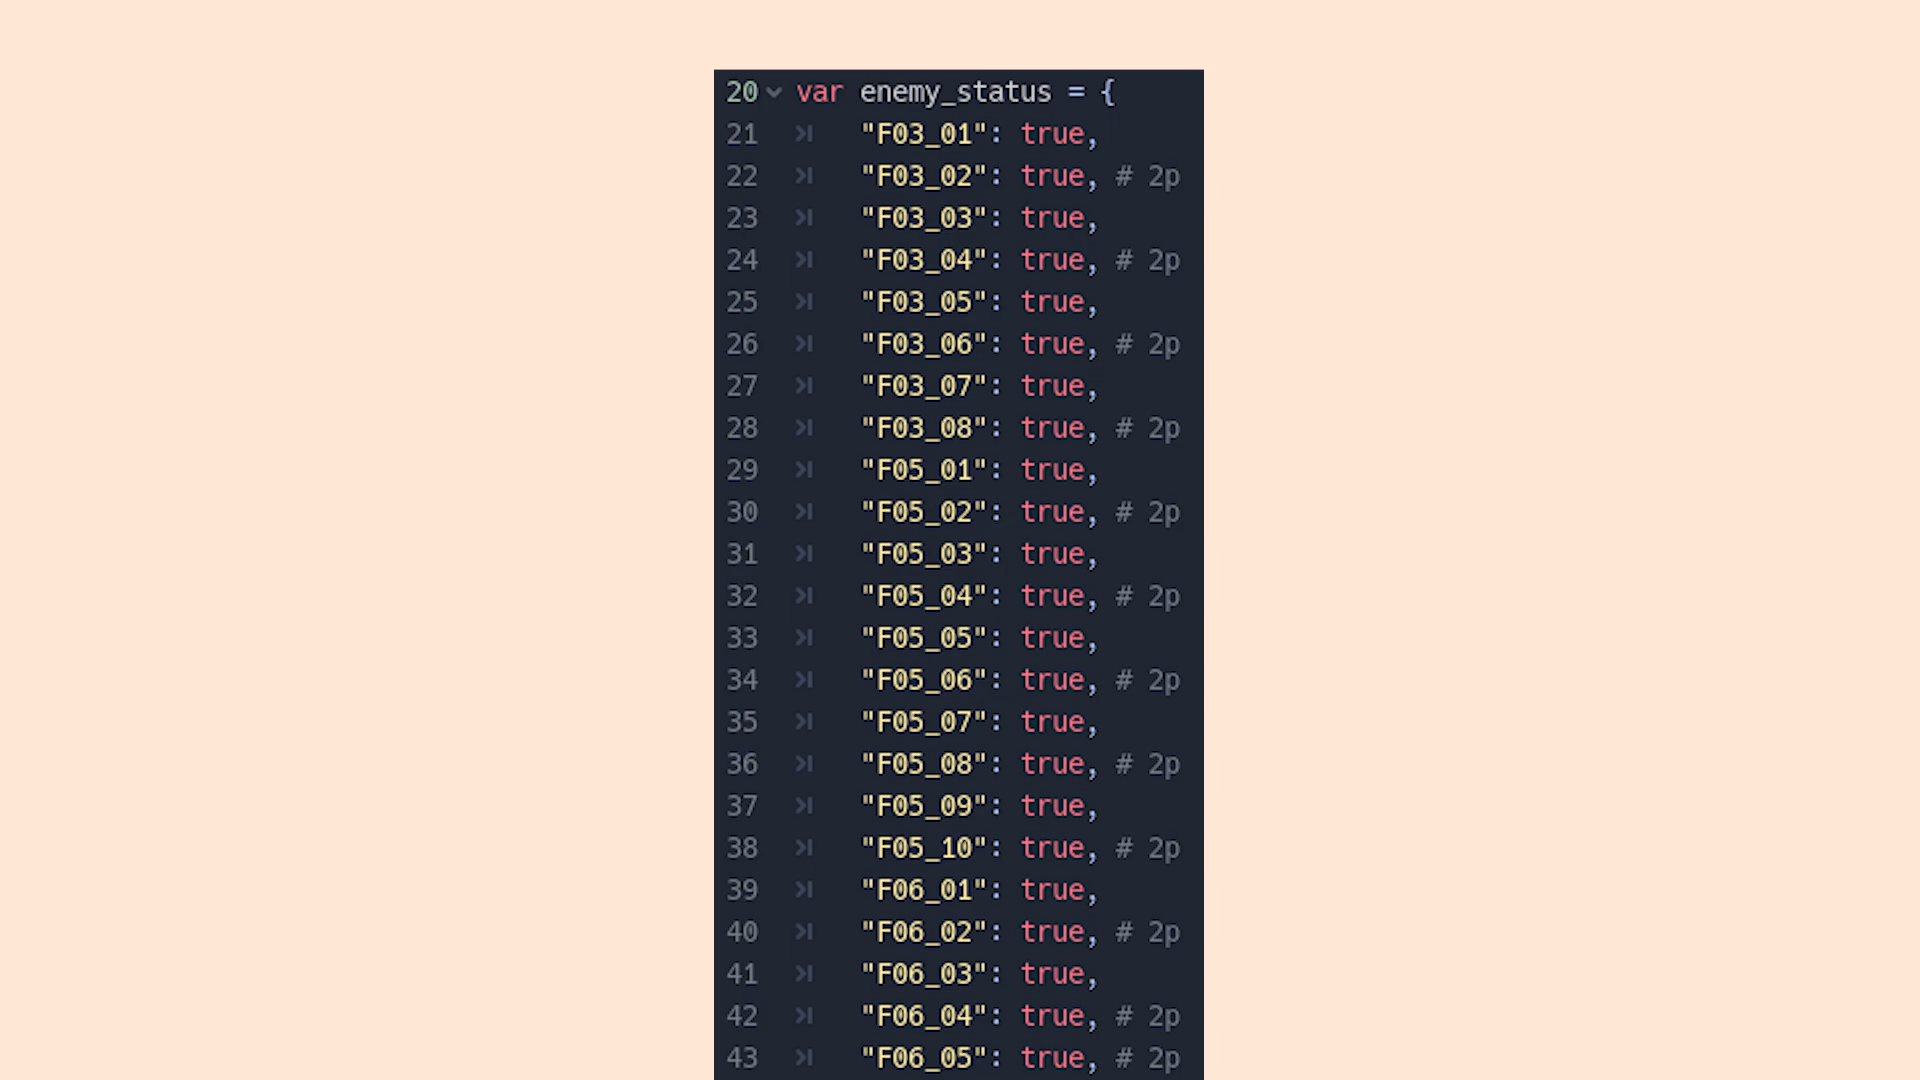 20 var enemy_status = {
21 "F03_01": true,
22 "F03_02": true, # 2p
23 "F03_03": true,
24 "F03_04": true, # 2p
25 "F03_05": true,
26 "F03_06": true, # 2p
27 "F03_07": true,
28 "F03_08": true, # 2p
29 "F05_01": true,
30 "F05_02": true, # 2p
31 "F05_03": true,
32 "F05_04": true, # 2p
33 "F05_05": true,
34 "F05_06": true, # 2p
35 "F05_07": true,
36 "F05_08": true, # 2p
37 "F05_09": true,
38 "F05_10": true, # 2p
39 "F06_01": true,
40 "F06_02": true, # 2p
41 "F06_03": true,
42 "F06_04": true, # 2p
43 "F06_05": true, # 2p